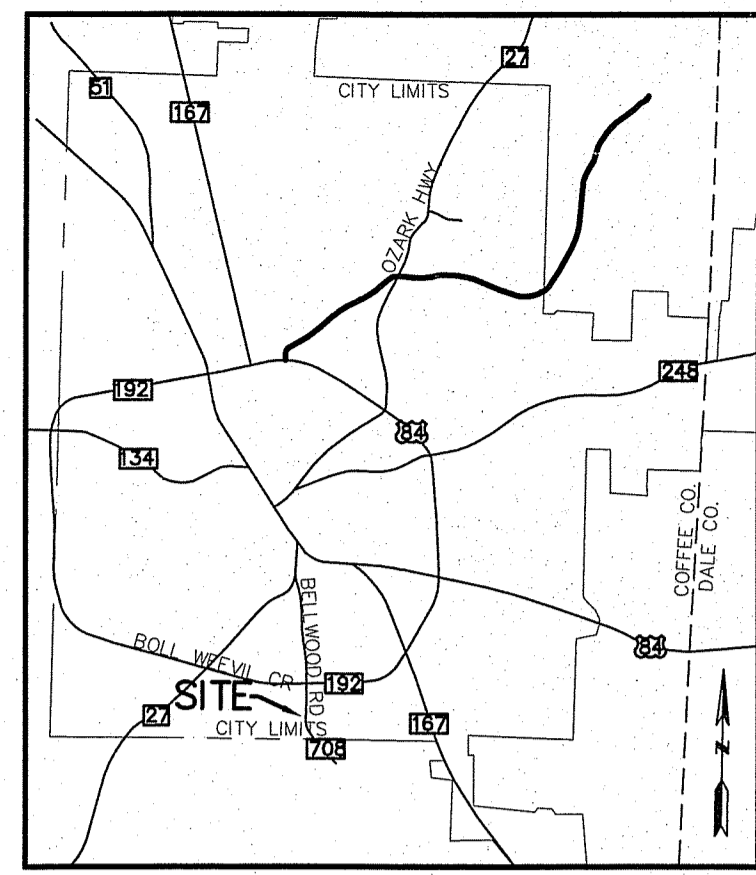 27
51
CITY LIMITS
167
OZARK HWY
248
192
84
134
COFFEE CO.
DALE CO.
BELLWOOD RD
BOLL WEEVIL CR
84
192
SITE
27
CITY LIMITS
167
708
N